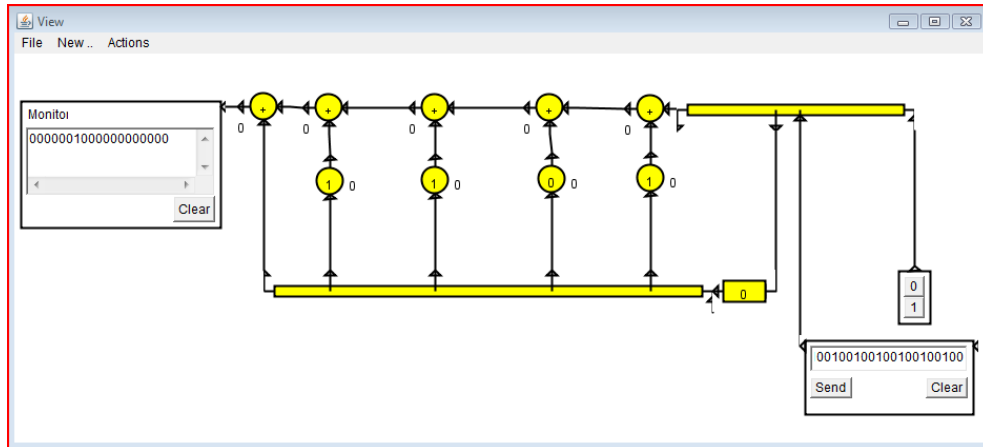 View
File New .. Actions
Monitor
0000001000000000000
Clear
+ + + + +
0 0 0 0 0
1 0 1 0 0 0 1 0
0
0
1
00100100100100100100
Send Clear